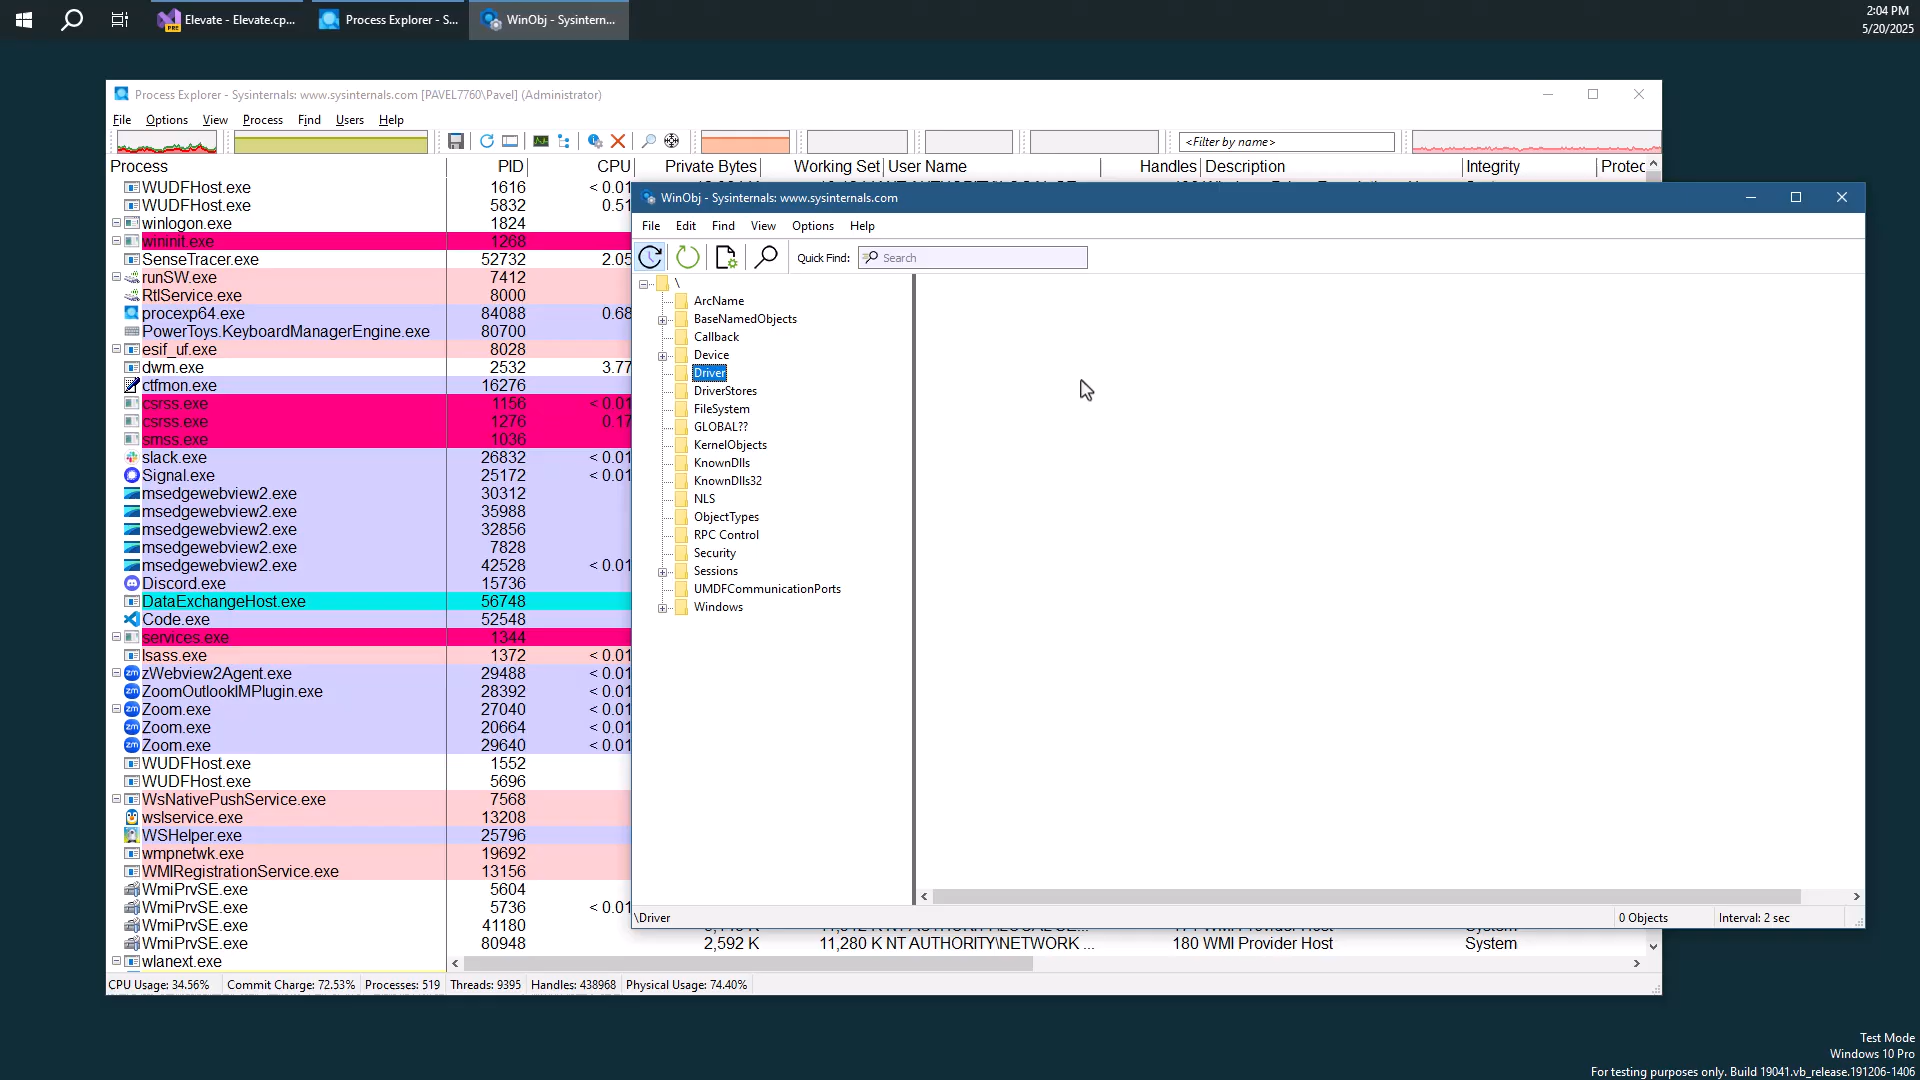 Elevate - Elevate.cp...
Process Explorer - S...
WinObj - Sysintern...
2:04 PM
5/20/2025
Process Explorer - Sysinternals: www.sysinternals.com [PAVEL7760\Pavel] (Administrator)
File Options View Process Find Users Help
<Filter by name>
Process PID CPU Private Bytes Working Set User Name Handles Description Integrity Protec
WUDFHost.exe 1616 < 0.01
WUDFHost.exe 5832 0.51
winlogon.exe 1824
wininit.exe 1268
SenseTracer.exe 52732 2.05
runSW.exe 7412
RtlService.exe 8000
procexp64.exe 84088 0.68
PowerToys.KeyboardManagerEngine.exe 80700
esif_uf.exe 8028
dwm.exe 2532 3.77
ctfmon.exe 16276
csrss.exe 1156 < 0.01
csrss.exe 1276 0.17
smss.exe 1036
slack.exe 26832 < 0.01
Signal.exe 25172 < 0.01
msedgewebview2.exe 30312
msedgewebview2.exe 35988
msedgewebview2.exe 32856
msedgewebview2.exe 7828
msedgewebview2.exe 42528 < 0.01
Discord.exe 15736
DataExchangeHost.exe 56748
Code.exe 52548
services.exe 1344
lsass.exe 1372 < 0.01
zWebview2Agent.exe 29488 < 0.01
ZoomOutlookIMPlugin.exe 28392 < 0.01
Zoom.exe 27040 < 0.01
Zoom.exe 20664 < 0.01
Zoom.exe 29640 < 0.01
WUDFHost.exe 1552
WUDFHost.exe 5696
WsNativePushService.exe 7568
wslservice.exe 13208
WSHelper.exe 25796
wmpnetwk.exe 19692
WMIRegistrationService.exe 13156
WmiPrvSE.exe 5604
WmiPrvSE.exe 5736 < 0.01
WmiPrvSE.exe 41180
WmiPrvSE.exe 80948 2,592 K 11,280 K NT AUTHORITY\NETWORK ... 180 WMI Provider Host System
wlanext.exe
CPU Usage: 34.56% Commit Charge: 72.53% Processes: 519 Threads: 9395 Handles: 438968 Physical Usage: 74.40%
WinObj - Sysinternals: www.sysinternals.com
File Edit Find View Options Help
Quick Find: Search
\
ArcName
BaseNamedObjects
Callback
Device
Driver
DriverStores
FileSystem
GLOBAL??
KernelObjects
KnownDlls
KnownDlls32
NLS
ObjectTypes
RPC Control
Security
Sessions
UMDFCommunicationPorts
Windows
\Driver 0 Objects Interval: 2 sec
Test Mode
Windows 10 Pro
For testing purposes only. Build 19041.vb_release.191206-1406